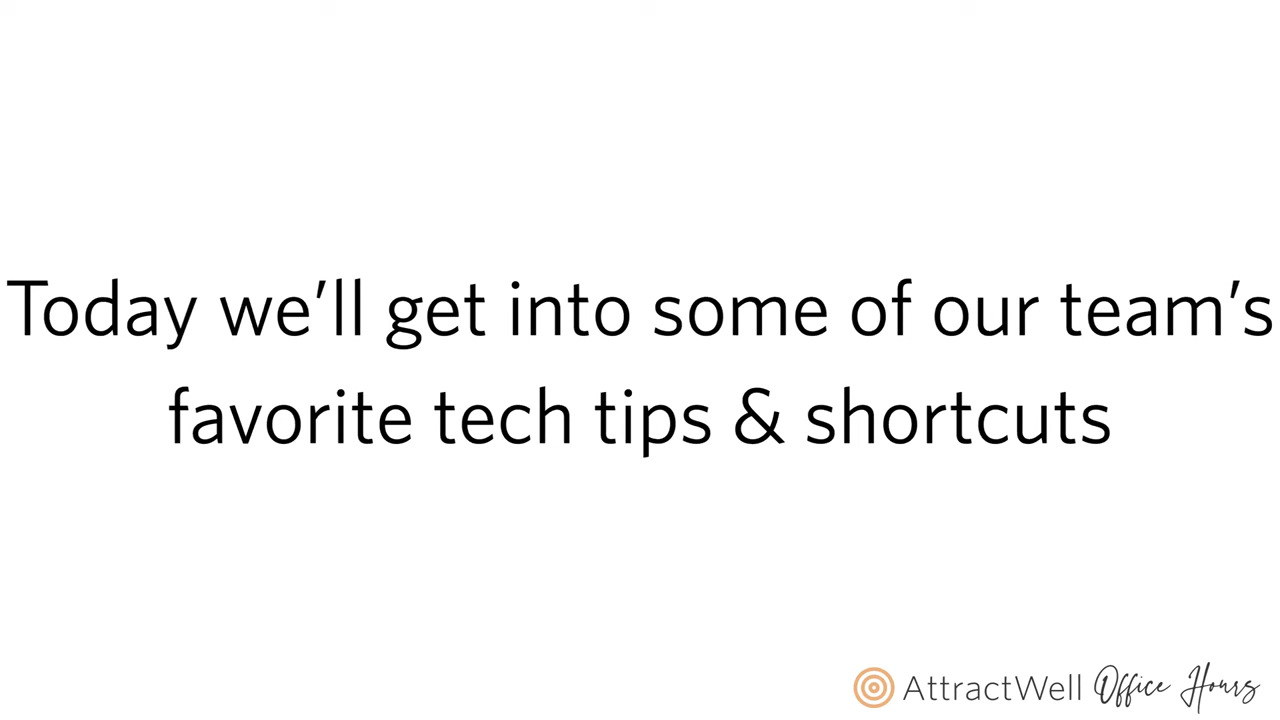 Today we’ll get into some of our team’s
favorite tech tips & shortcuts
AttractWell Office Hours